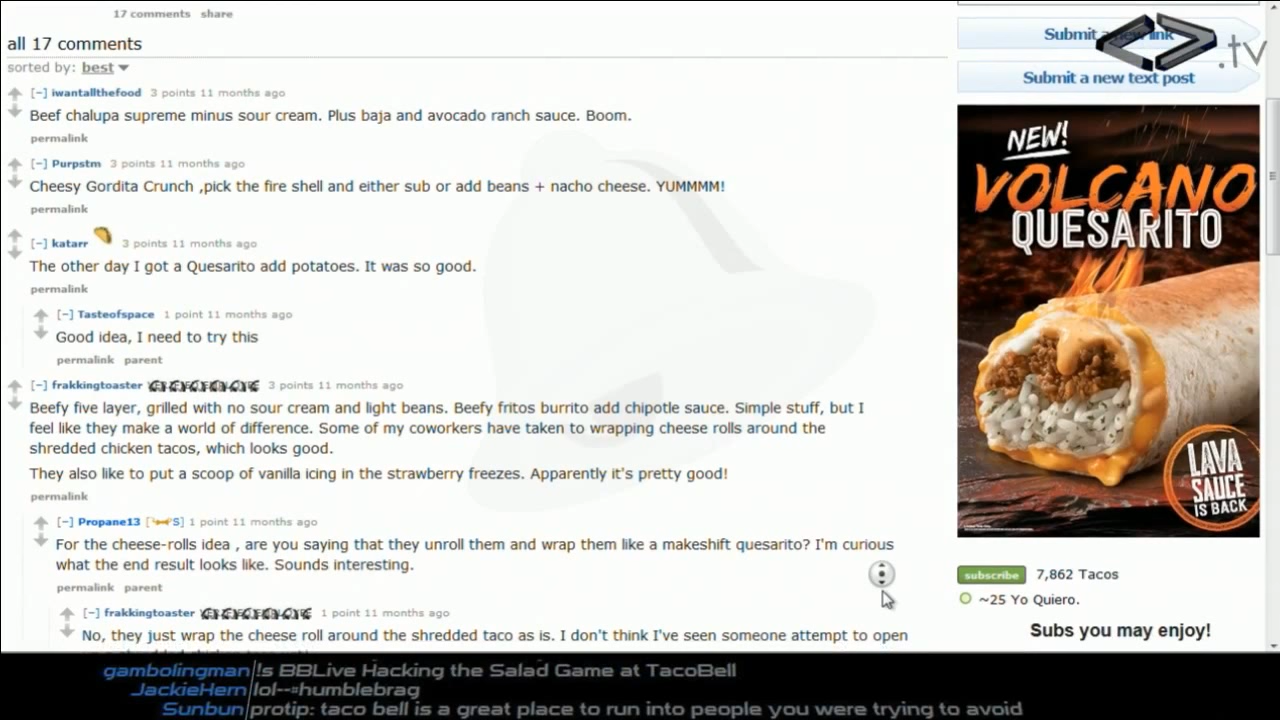 17 comments share
all 17 comments
sorted by: best
[-] iwantallthefood 3 points 11 months ago
Beef chalupa supreme minus sour cream. Plus baja and avocado ranch sauce. Boom.
permalink
[-] Purpstm 3 points 11 months ago
Cheesy Gordita Crunch ,pick the fire shell and either sub or add beans + nacho cheese. YUMMMM!
permalink
[-] katarr 3 points 11 months ago
The other day I got a Quesarito add potatoes. It was so good.
permalink
[-] Tasteofspace 1 point 11 months ago
Good idea, I need to try this
permalink parent
[-] frakkingtoaster 3 points 11 months ago
Beefy five layer, grilled with no sour cream and light beans. Beefy fritos burrito add chipotle sauce. Simple stuff, but I
feel like they make a world of difference. Some of my coworkers have taken to wrapping cheese rolls around the
shredded chicken tacos, which looks good.
They also like to put a scoop of vanilla icing in the strawberry freezes. Apparently it's pretty good!
permalink
[-] Propane13 [S] 1 point 11 months ago
For the cheese-rolls idea , are you saying that they unroll them and wrap them like a makeshift quesarito? I'm curious
what the end result looks like. Sounds interesting.
permalink parent
[-] frakkingtoaster 1 point 11 months ago
No, they just wrap the cheese roll around the shredded taco as is. I don't think I've seen someone attempt to open
Submit a new link
<>.tv
Submit a new text post
NEW!
VOLCANO
QUESARITO
LAVA
SAUCE
IS BACK
subscribe 7,862 Tacos
~25 Yo Quiero.
Subs you may enjoy!
gambolingman !s BBLive Hacking the Salad Game at TacoBell
JackieHern lol--#humblebrag
Sunbun protip: taco bell is a great place to run into people you were trying to avoid